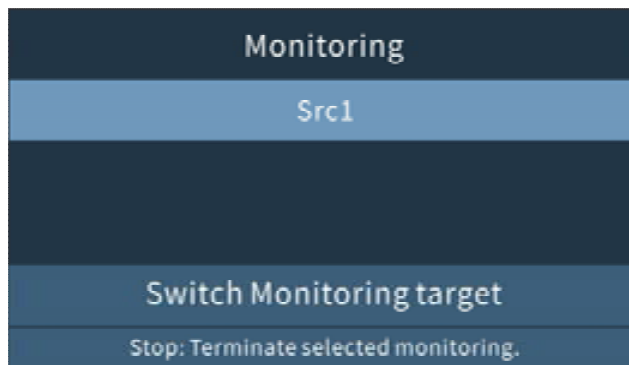 Monitoring
Src1
Switch Monitoring target
Stop: Terminate selected monitoring.